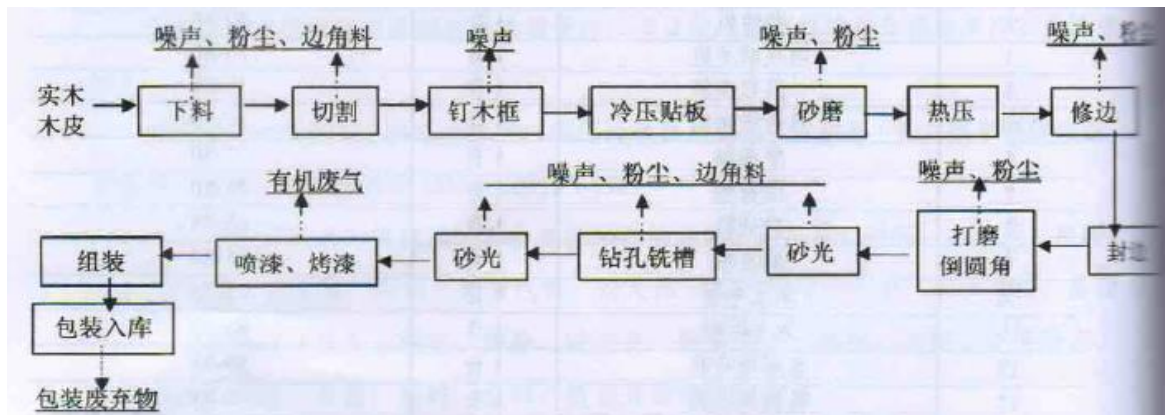 噪声、粉尘、边角料
噪声
噪声、粉尘
噪声、粉尘
实木
木皮
下料
切割
钉木框
冷压贴板
砂磨
热压
修边
有机废气
噪声、粉尘、边角料
噪声、粉尘
组装
喷漆、烤漆
砂光
钻孔铣槽
砂光
打磨
倒圆角
封边
包装入库
包装废弃物